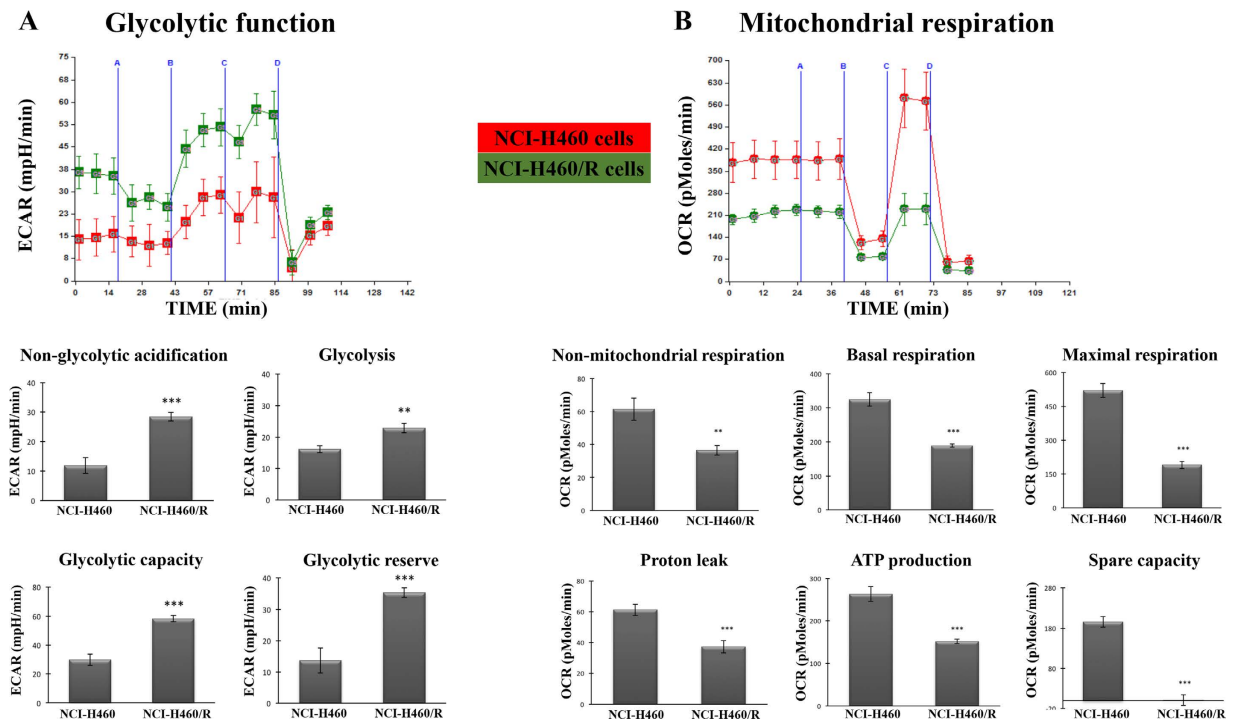 A Glycolytic function
B Mitochondrial respiration
75
68
60
53
45
38
30
23
15
8
0
ECAR (mpH/min)
A B C D
0 14 28 43 57 71 85 99 114 128 142
TIME (min)
NCI-H460 cells
NCI-H460/R cells
700
630
560
490
420
350
280
210
140
70
0
OCR (pMoles/min)
A B C D
0 12 24 36 48 61 73 85 97 109 121
TIME (min)
Non-glycolytic acidification
40
30
20
10
0
ECAR (mpH/min)
***
NCI-H460 NCI-H460/R
Glycolysis
40
30
20
10
0
ECAR (mpH/min)
**
NCI-H460 NCI-H460/R
Non-mitochondrial respiration
80
60
40
20
0
OCR (pMoles/min)
**
NCI-H460 NCI-H460/R
Basal respiration
300
200
100
0
OCR (pMoles/min)
***
NCI-H460 NCI-H460/R
Maximal respiration
600
450
300
150
0
OCR (pMoles/min)
***
NCI-H460 NCI-H460/R
Glycolytic capacity
80
60
40
20
0
ECAR (mpH/min)
***
NCI-H460 NCI-H460/R
Glycolytic reserve
40
30
20
10
0
ECAR (mpH/min)
***
NCI-H460 NCI-H460/R
Proton leak
80
60
40
20
0
OCR (pMoles/min)
***
NCI-H460 NCI-H460/R
ATP production
300
200
100
0
OCR (pMoles/min)
***
NCI-H460 NCI-H460/R
Spare capacity
280
180
80
-20
OCR (pMoles/min)
***
NCI-H460 NCI-H460/R